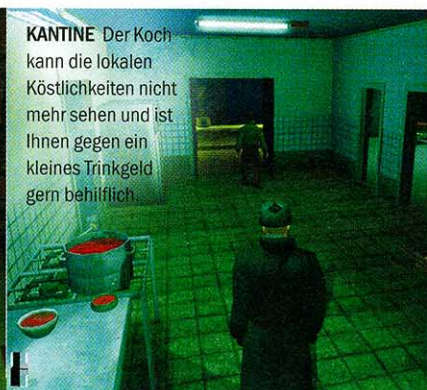 KANTINE Der Koch
kann die lokalen
Köstlichkeiten nicht
mehr sehen und ist
Ihnen gegen ein
kleines Trinkgeld
gern behilflich.